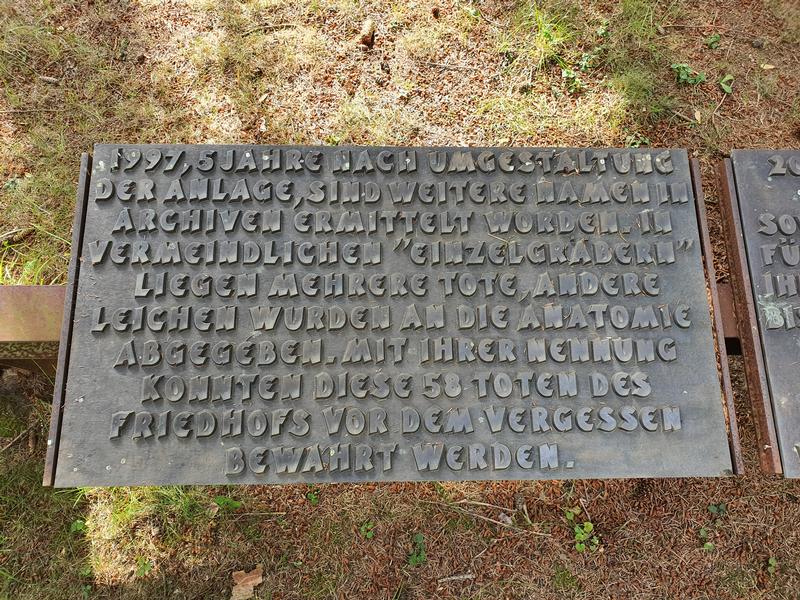 1997, 5 JAHRE NACH UMGESTALTUNG
DER ANLAGE, SIND WEITERE NAMEN IN
ARCHIVEN ERMITTELT WORDEN. IN
VERMEINDLICHEN "EINZELGRÄBERN"
LIEGEN MEHRERE TOTE, ANDERE
LEICHEN WURDEN AN DIE ANATOMIE
ABGEGEBEN. MIT IHRER NENNUNG
KONNTEN DIESE 58 TOTEN DES
FRIEDHOFS VOR DEM VERGESSEN
BEWAHRT WERDEN.